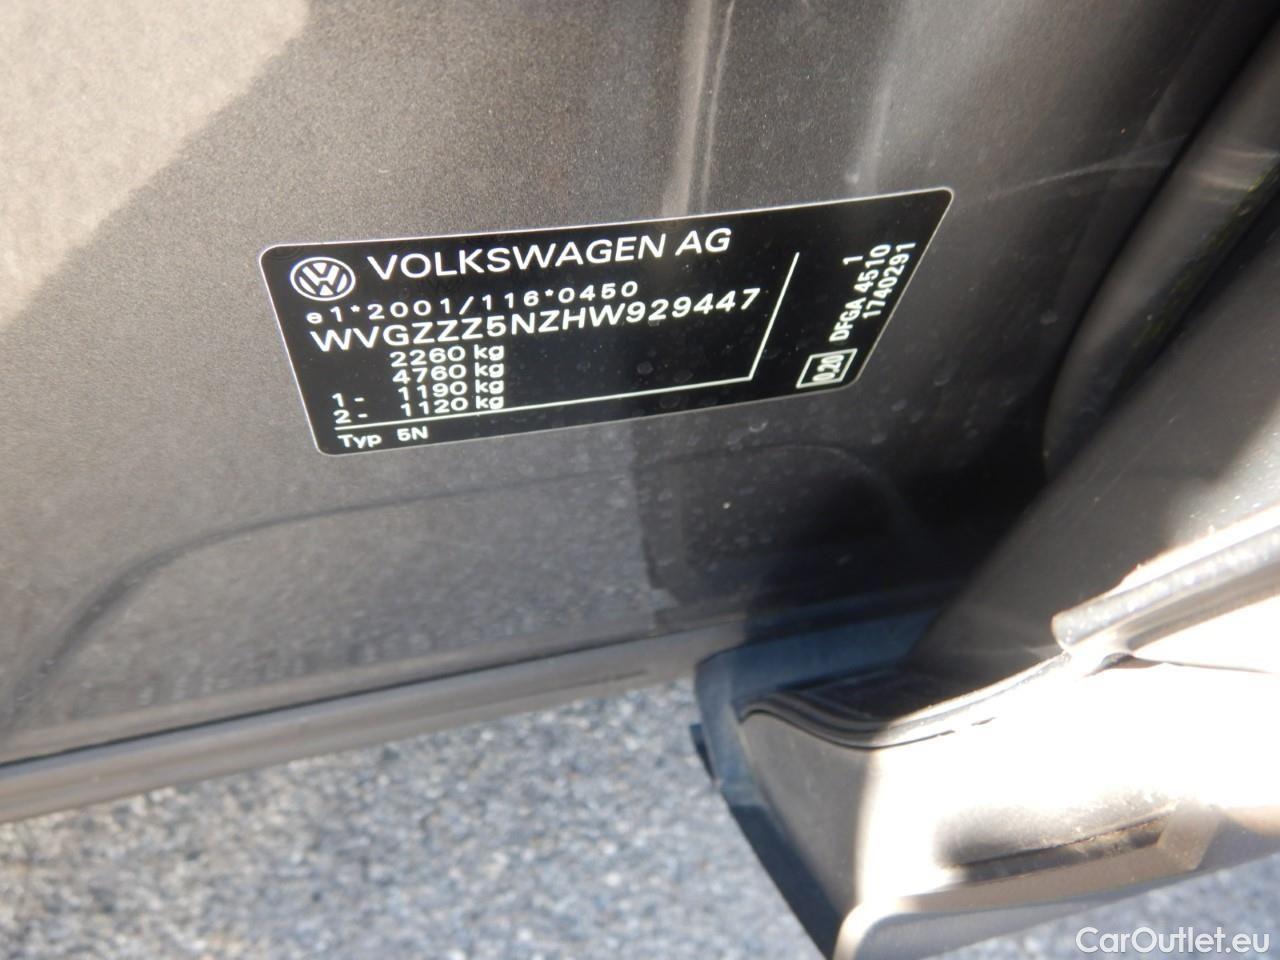 VOLKSWAGEN AG
e1*2001/116*0450
WVGZZZ5NZHW929447
2260 kg
4760 kg
1- 1190 kg
2- 1120 kg
Typ 5N
1
DFGA 4510
1740291
0.20
CarOutlet.eu